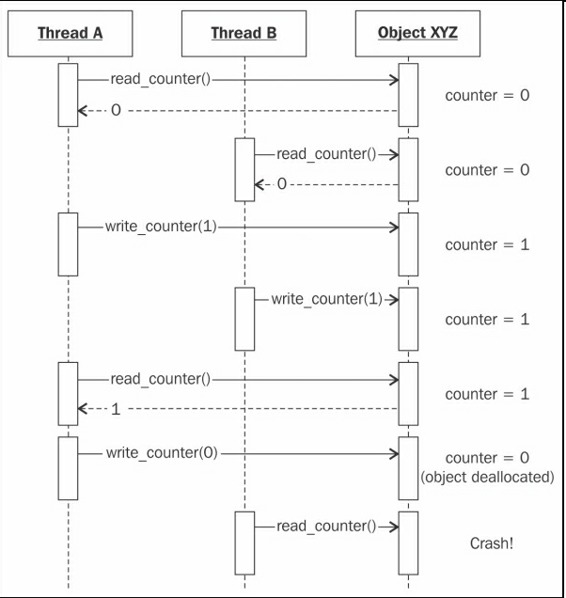 Thread A Thread B Object XYZ
read_counter()
counter = 0
0
read_counter()
counter = 0
0
write_counter(1)
counter = 1
write_counter(1)
counter = 1
read_counter()
counter = 1
1
write_counter(0)
counter = 0
(object deallocated)
read_counter()
Crash!